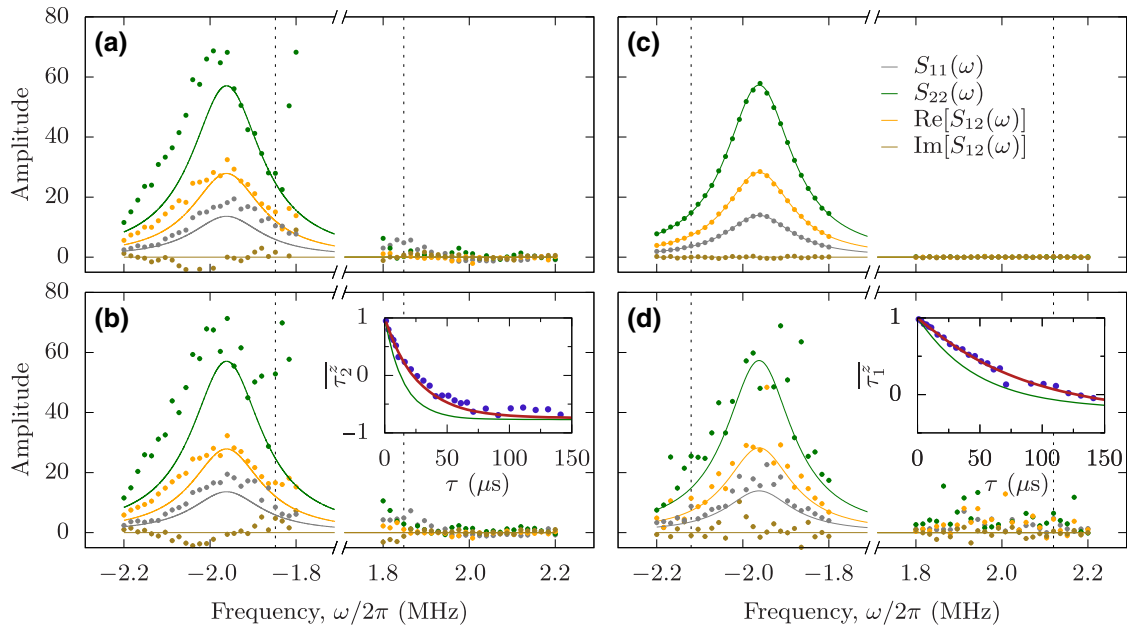 80
60
40
20
0
Amplitude
(a)
(c)
S₁₁(ω)
S₂₂(ω)
Re[S₁₂(ω)]
Im[S₁₂(ω)]
80
60
40
20
0
Amplitude
(b)
1
0
−1
τ₂ᶻ
0 50 100 150
τ (μs)
(d)
1
0
τ₁ᶻ
0 50 100 150
τ (μs)
−2.2 −2.0 −1.8 1.8 2.0 2.2
−2.2 −2.0 −1.8 1.8 2.0 2.2
Frequency, ω/2π (MHz)
Frequency, ω/2π (MHz)